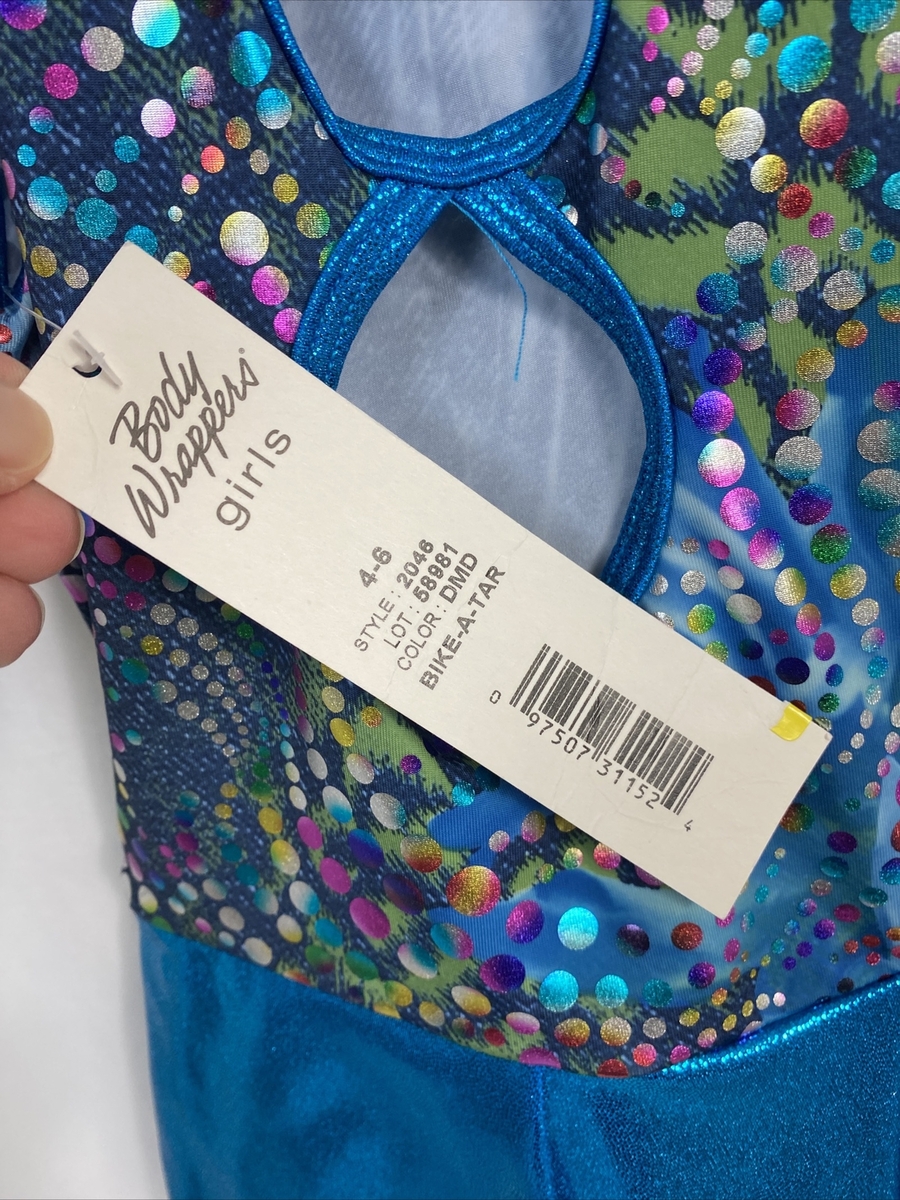 Body
Wrappers®
girls
4-6
STYLE : 2046
LOT : 58981
COLOR : DMD
BIKE-A-TAR
0 97507 31152 4